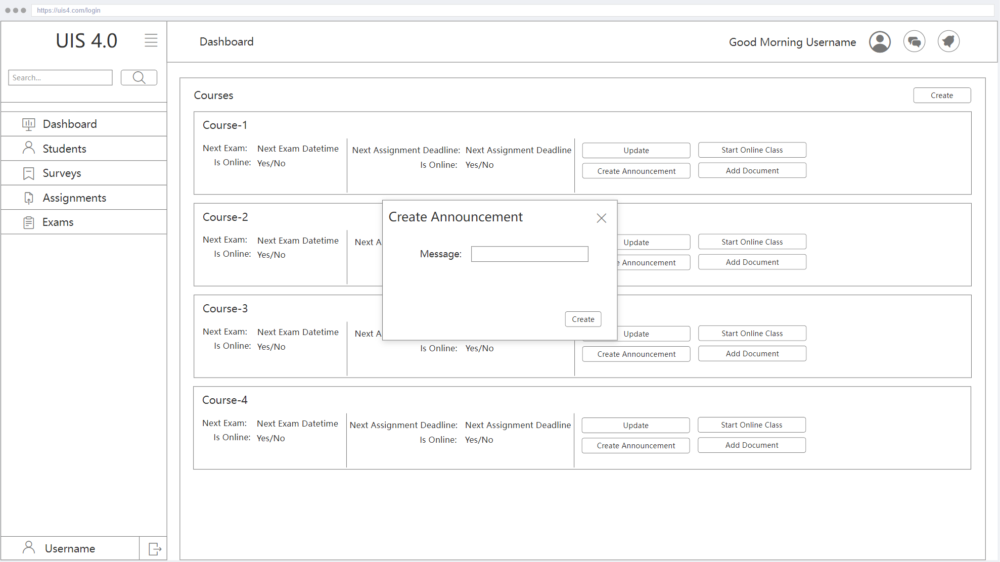 https://uis4.com/login
UIS 4.0
Dashboard
Good Morning Username
Search...
Courses
Create
Dashboard
Students
Surveys
Assignments
Exams
Course-1
Next Exam: Next Exam Datetime
Is Online: Yes/No
Next Assignment Deadline: Next Assignment Deadline
Is Online: Yes/No
Update
Start Online Class
Create Announcement
Add Document
Course-2
Next Exam: Next Exam Datetime
Is Online: Yes/No
Next A
Update
Start Online Class
e Announcement
Add Document
Create Announcement
Message:
Create
Course-3
Next Exam: Next Exam Datetime
Is Online: Yes/No
Next A
Is Online: Yes/No
Update
Start Online Class
Create Announcement
Add Document
Course-4
Next Exam: Next Exam Datetime
Is Online: Yes/No
Next Assignment Deadline: Next Assignment Deadline
Is Online: Yes/No
Update
Start Online Class
Create Announcement
Add Document
Username